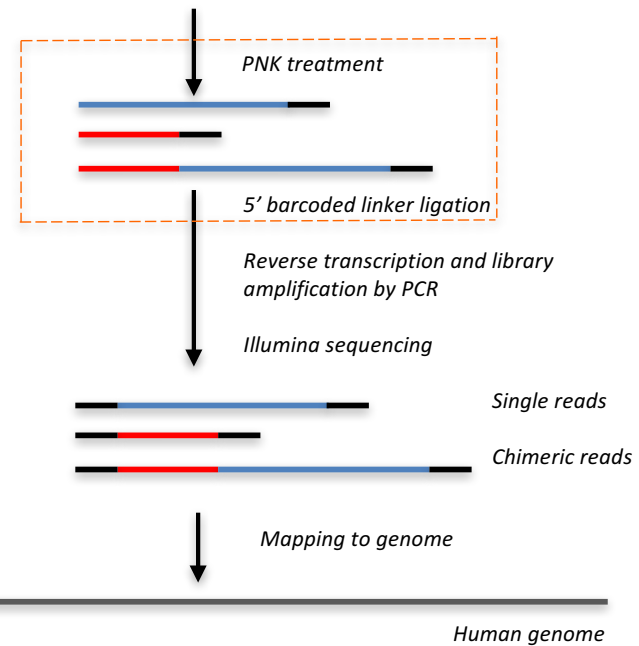 PNK treatment
5’ barcoded linker ligation
Reverse transcription and library
amplification by PCR
Illumina sequencing
Single reads
Chimeric reads
Mapping to genome
Human genome